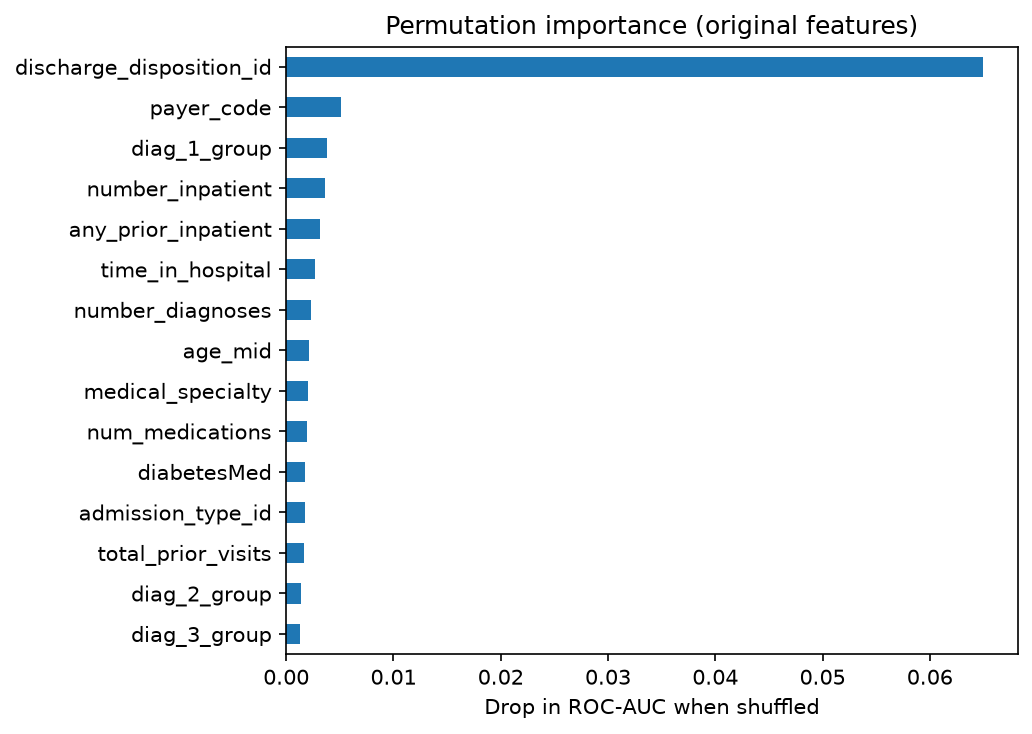 Permutation importance (original features)
discharge_disposition_id
payer_code
diag_1_group
number_inpatient
any_prior_inpatient
time_in_hospital
number_diagnoses
age_mid
medical_specialty
num_medications
diabetesMed
admission_type_id
total_prior_visits
diag_2_group
diag_3_group
0.00 0.01 0.02 0.03 0.04 0.05 0.06
Drop in ROC-AUC when shuffled